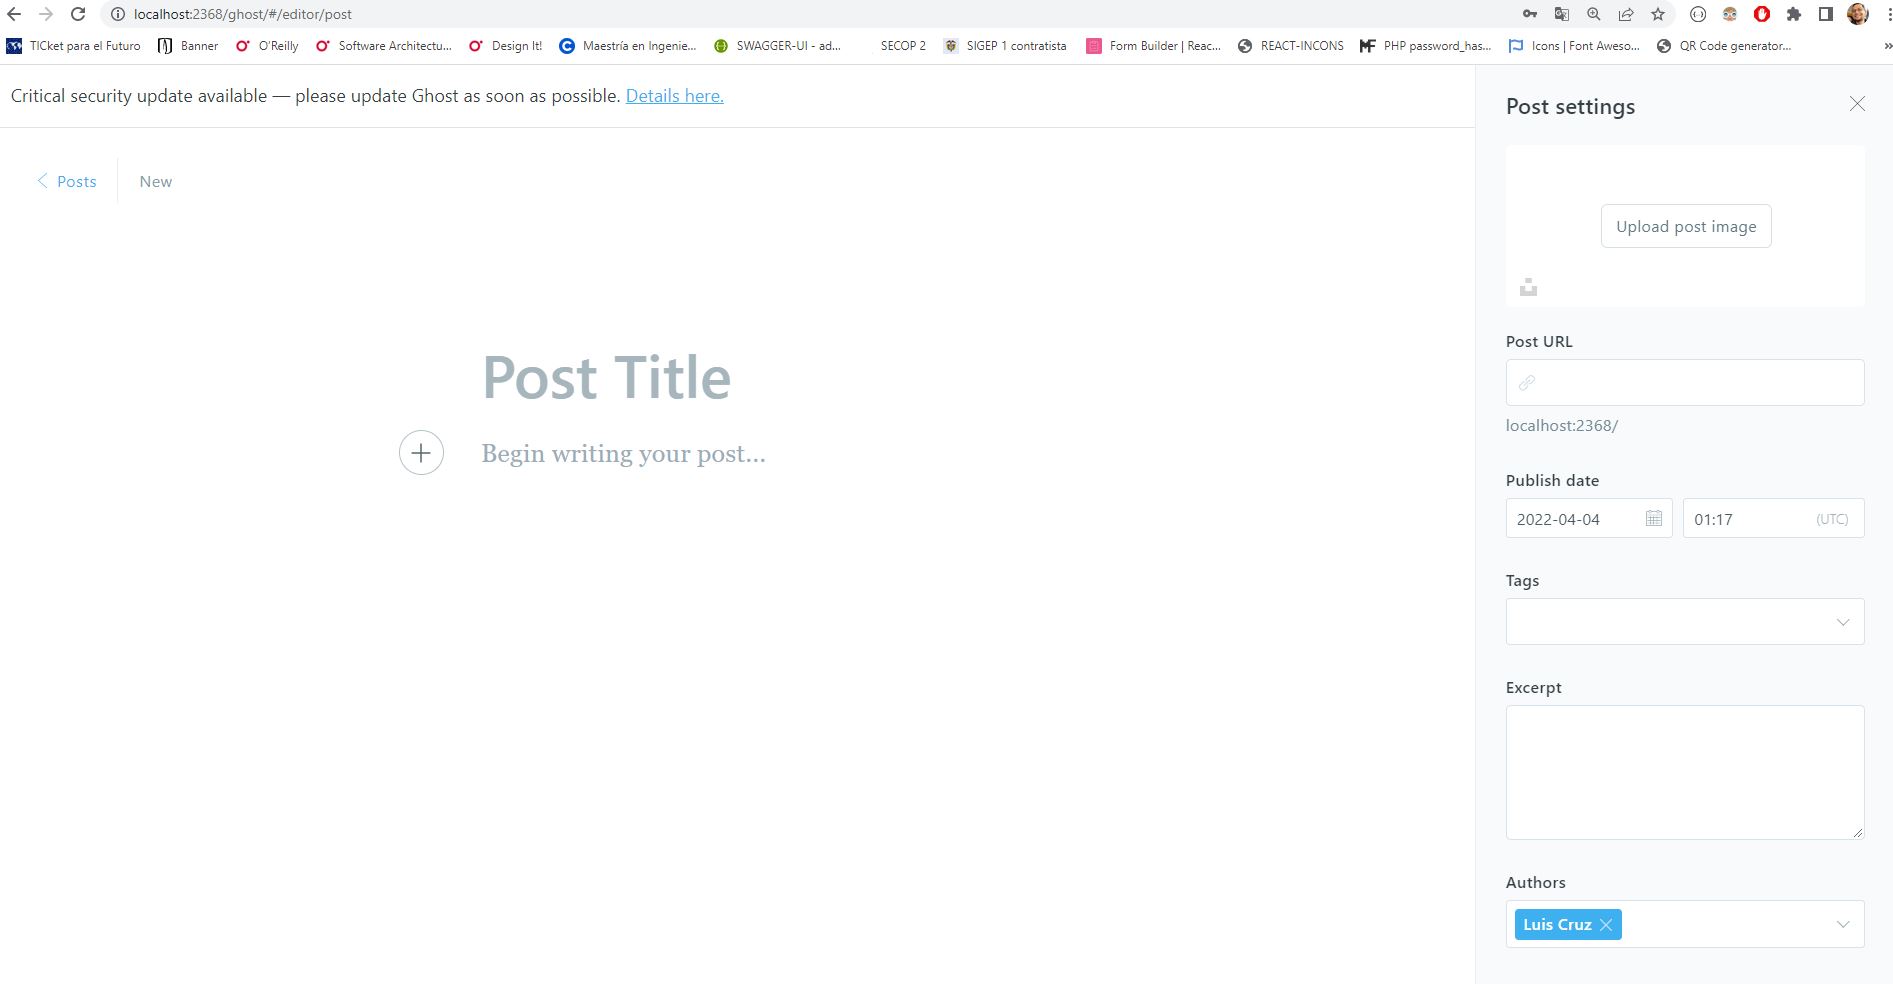 localhost:2368/ghost/#/editor/post
TICket para el Futuro Banner O'Reilly Software Architectu... Design It! Maestría en Ingenie... SWAGGER-UI - ad... SECOP 2 SIGEP 1 contratista Form Builder | Reac... REACT-INCONS PHP password_has... Icons | Font Aweso... QR Code generator... »
Critical security update available — please update Ghost as soon as possible. Details here.
Posts New
Post Title
Begin writing your post...
Post settings
Upload post image
Post URL
localhost:2368/
Publish date
2022-04-04 01:17 (UTC)
Tags
Excerpt
Authors
Luis Cruz